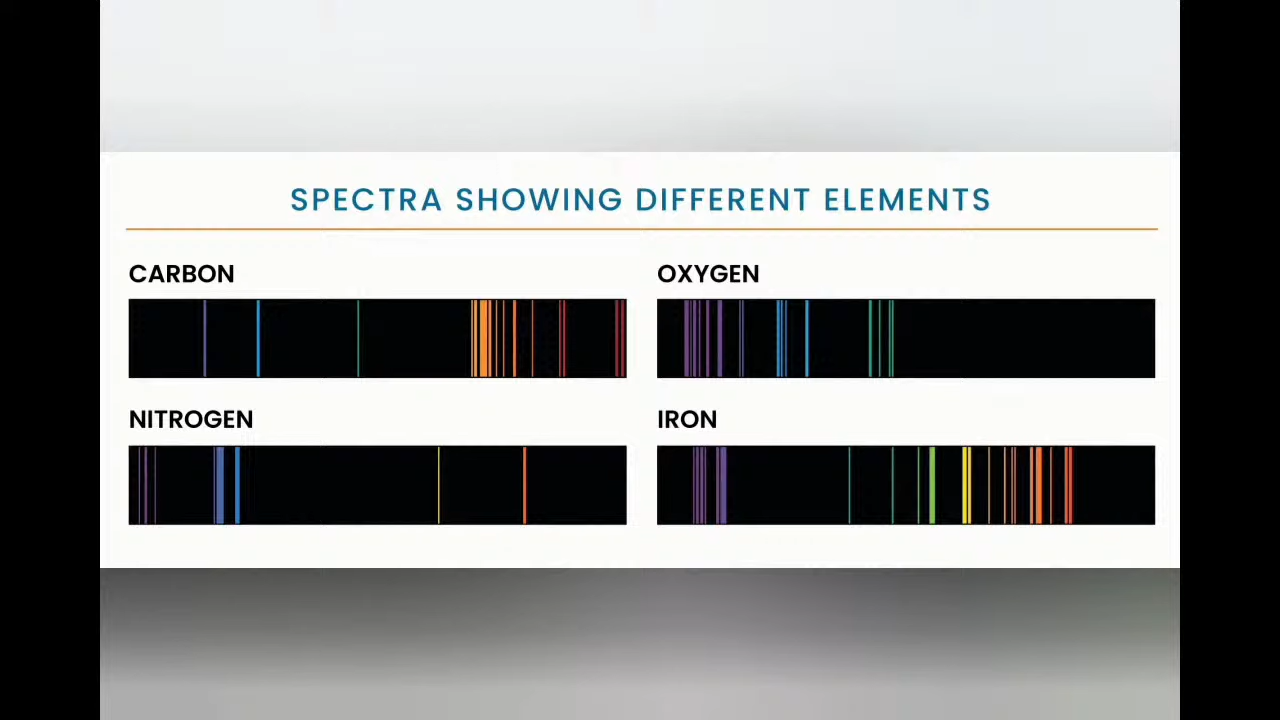 SPECTRA SHOWING DIFFERENT ELEMENTS
CARBON
OXYGEN
NITROGEN
IRON